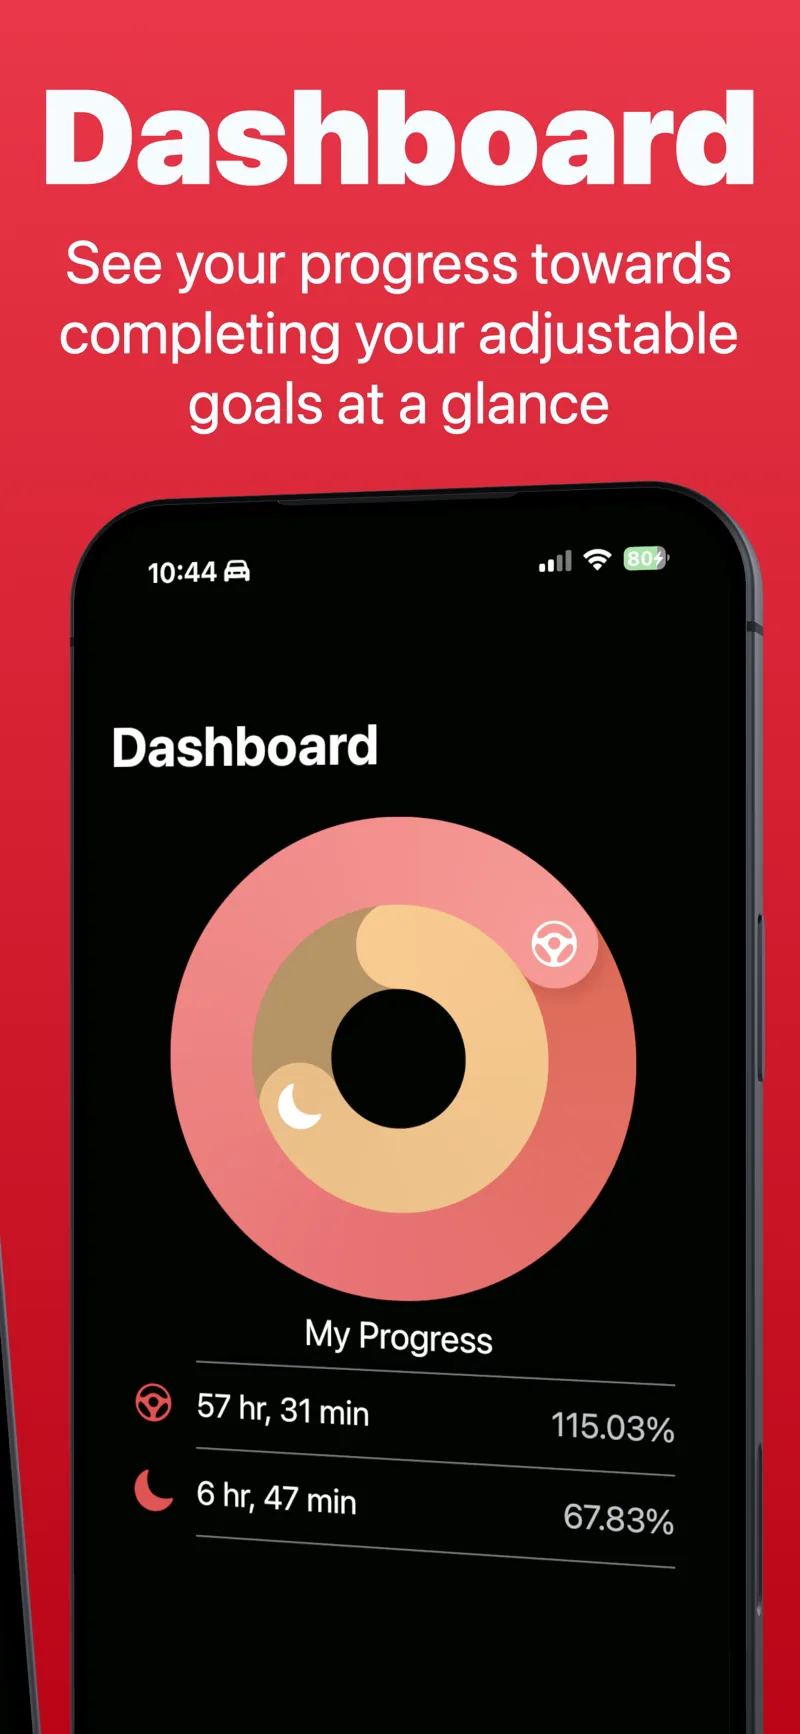 Dashboard
See your progress towards
completing your adjustable
goals at a glance
10:44
80
Dashboard
My Progress
57 hr, 31 min 115.03%
6 hr, 47 min 67.83%